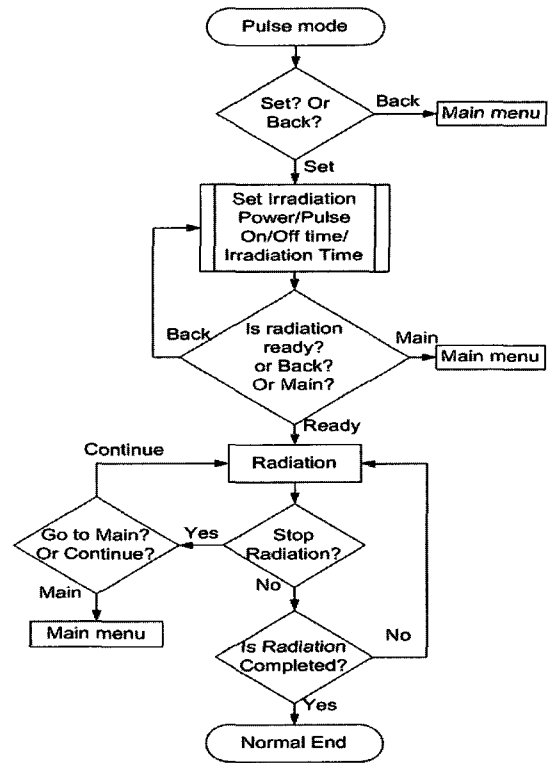 Pulse mode
Set? Or
Back?
Back
Main menu
Set
Set Irradiation
Power/Pulse
On/Off time/
Irradiation Time
Back
Is radiation
ready?
or Back?
Or Main?
Main
Main menu
Ready
Continue
Radiation
Go to Main?
Or Continue?
Yes
Stop
Radiation?
Main
No
Main menu
Is Radiation
Completed?
No
Yes
Normal End